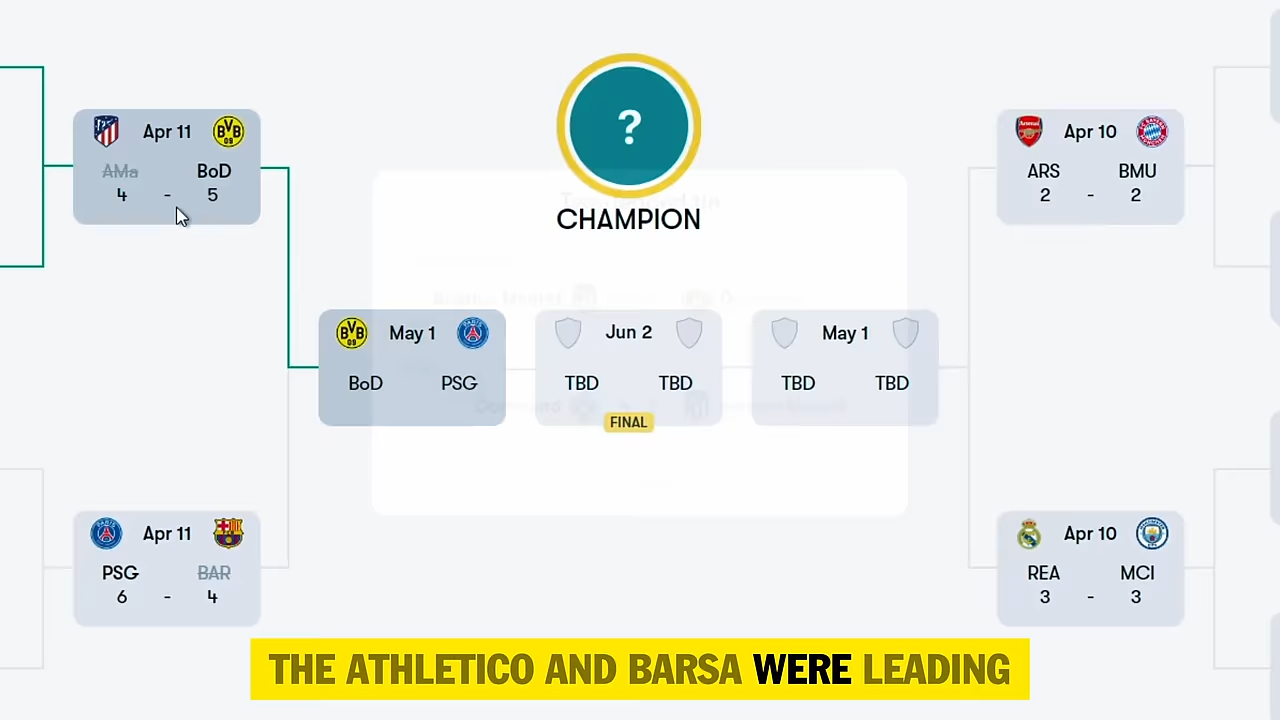 ?
CHAMPION
Apr 11
AMa BoD
4 - 5
Apr 10
ARS BMU
2 - 2
May 1
BoD PSG
Jun 2
TBD TBD
FINAL
May 1
TBD TBD
Apr 11
PSG BAR
6 - 4
Apr 10
REA MCI
3 - 3
THE ATHLETICO AND BARSA WERE LEADING